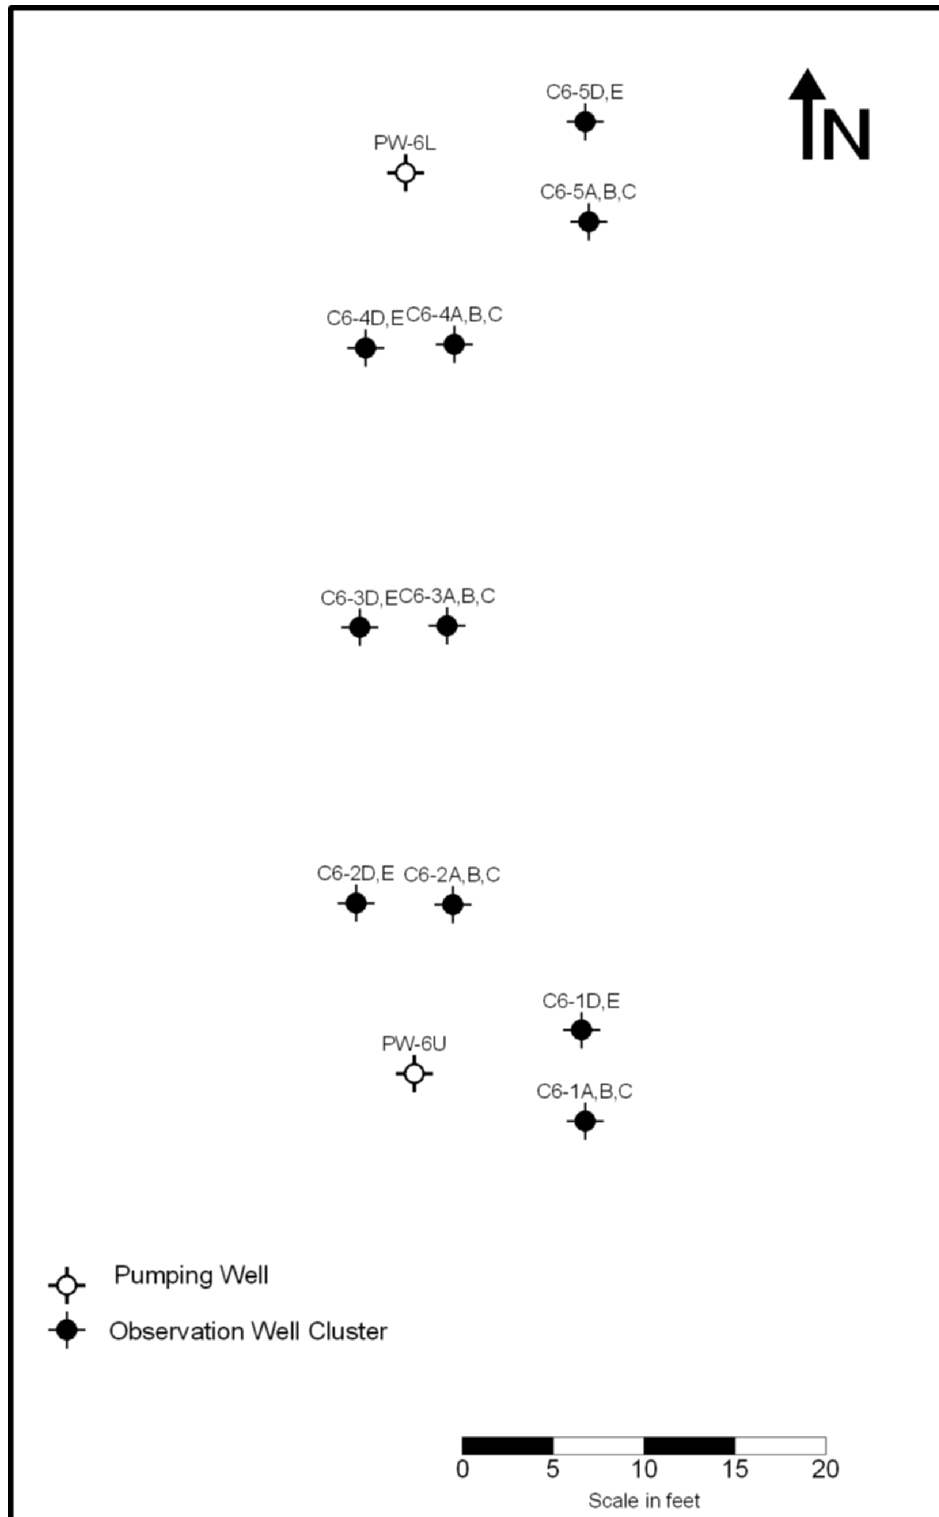 C6-5D,E
N
PW-6L
C6-5A,B,C
C6-4D,E C6-4A,B,C
C6-3D,E C6-3A,B,C
C6-2D,E C6-2A,B,C
C6-1D,E
PW-6U
C6-1A,B,C
Pumping Well
Observation Well Cluster
0 5 10 15 20
Scale in feet